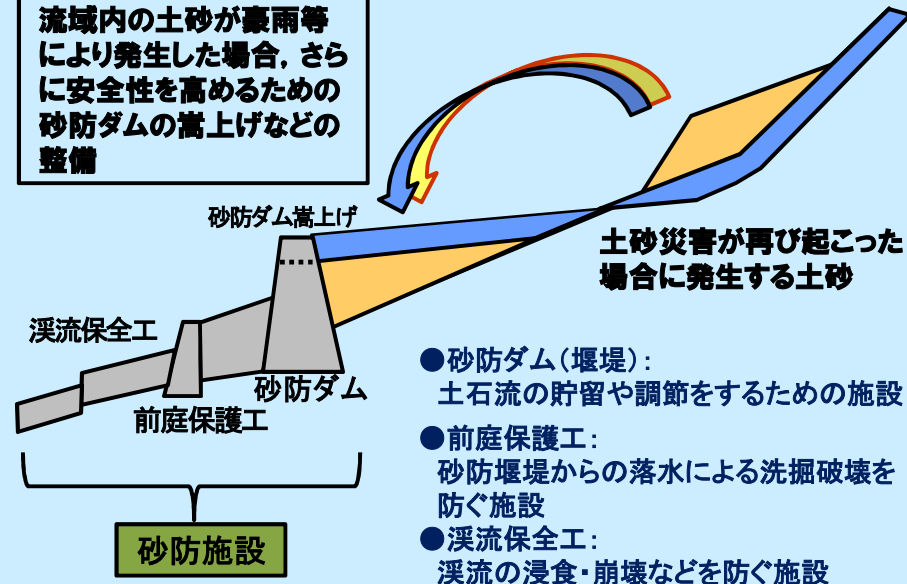 流域内の土砂が豪雨等
により発生した場合，さら
に安全性を高めるための
砂防ダムの嵩上げなどの
整備
砂防ダム嵩上げ
土砂災害が再び起こった
場合に発生する土砂
渓流保全工
砂防ダム
前庭保護工
砂防施設
●砂防ダム（堰堤）：
土石流の貯留や調節をするための施設
●前庭保護工：
砂防堰堤からの落水による洗掘破壊を
防ぐ施設
●渓流保全工：
渓流の浸食・崩壊などを防ぐ施設